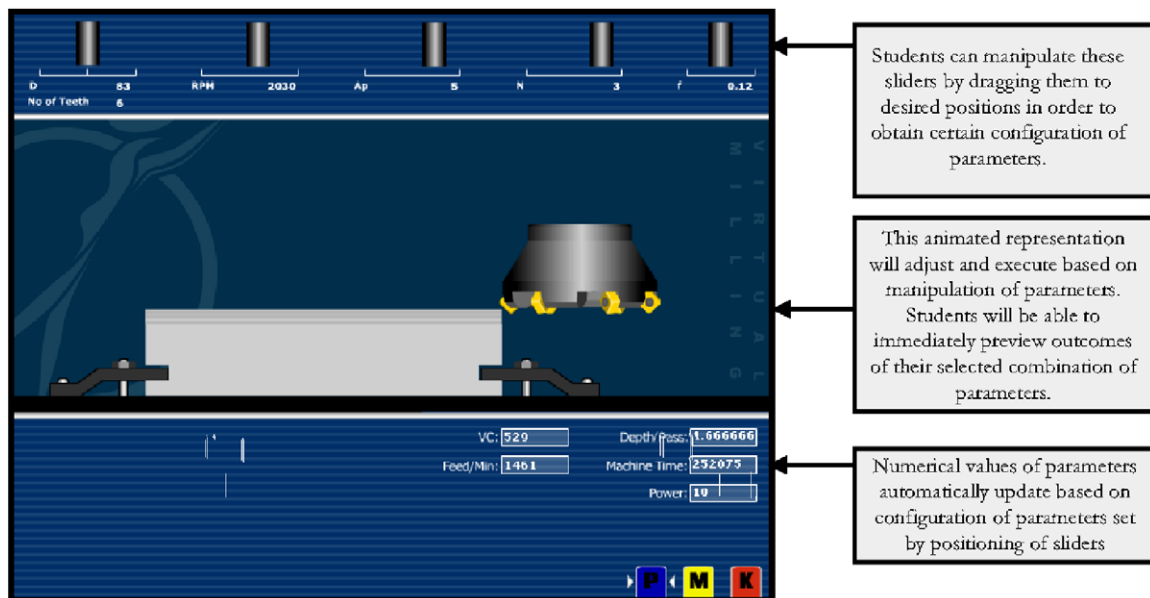 D 63
RPM 2030
Ap 5
N 3
f 0.12
No of Teeth 6
VIRTUAL
MILLING
VC: 529
Depth/Pass: 1.666666
Feed/Min: 1461
Machine Time: 252075
Power: 10
P M K
Students can manipulate these
sliders by dragging them to
desired positions in order to
obtain certain configuration of
parameters.
This animated representation
will adjust and execute based on
manipulation of parameters.
Students will be able to
immediately preview outcomes
of their selected combination of
parameters.
Numerical values of parameters
automatically update based on
configuration of parameters set
by positioning of sliders